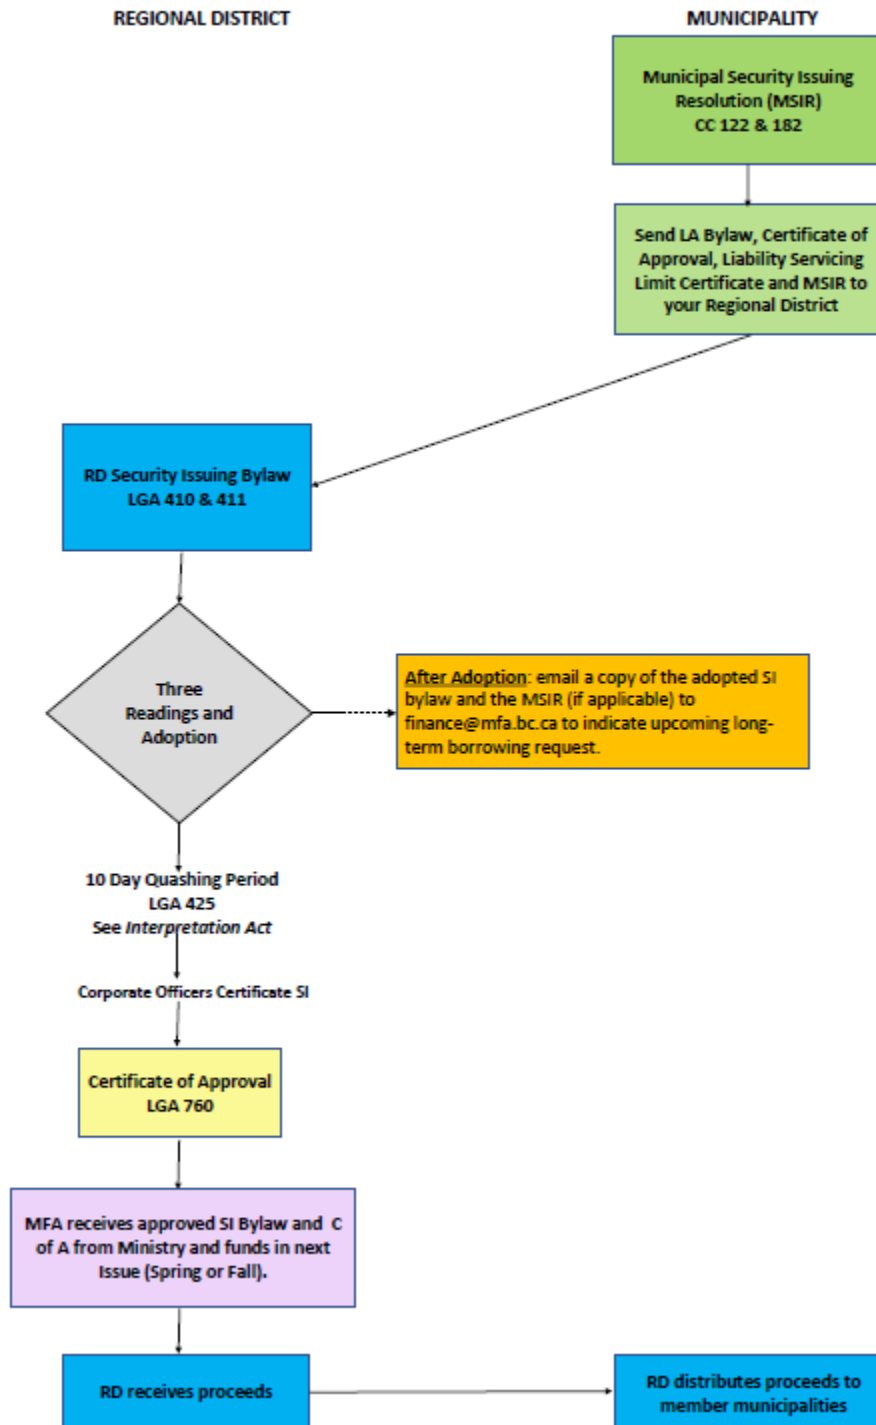 REGIONAL DISTRICT
MUNICIPALITY
Municipal Security Issuing
Resolution (MSIR)
CC 122 & 182
Send LA Bylaw, Certificate of
Approval, Liability Servicing
Limit Certificate and MSIR to
your Regional District
RD Security Issuing Bylaw
LGA 410 & 411
Three
Readings and
Adoption
After Adoption: email a copy of the adopted SI
bylaw and the MSIR (if applicable) to
finance@mfa.bc.ca to indicate upcoming long-
term borrowing request.
10 Day Quashing Period
LGA 425
See Interpretation Act
Corporate Officers Certificate SI
Certificate of Approval
LGA 760
MFA receives approved SI Bylaw and C
of A from Ministry and funds in next
Issue (Spring or Fall).
RD receives proceeds
RD distributes proceeds to
member municipalities